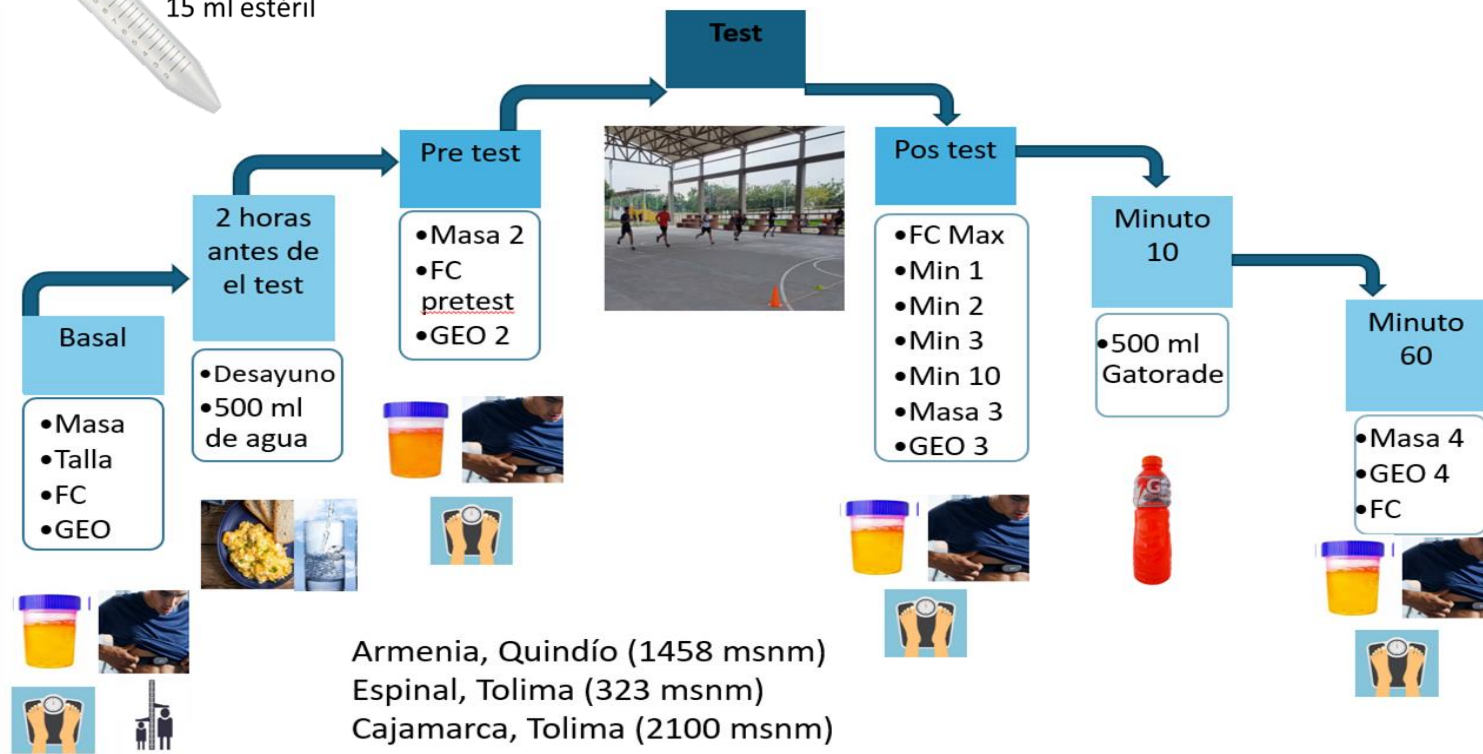 15 ml estéril
Test
Pre test
•Masa 2
•FC
pretest
•GEO 2
2 horas
antes de
el test
•Desayuno
•500 ml
de agua
Basal
•Masa
•Talla
•FC
•GEO
Pos test
•FC Max
•Min 1
•Min 2
•Min 3
•Min 10
•Masa 3
•GEO 3
Minuto
10
•500 ml
Gatorade
G
Minuto
60
•Masa 4
•GEO 4
•FC
Armenia, Quindío (1458 msnm)
Espinal, Tolima (323 msnm)
Cajamarca, Tolima (2100 msnm)